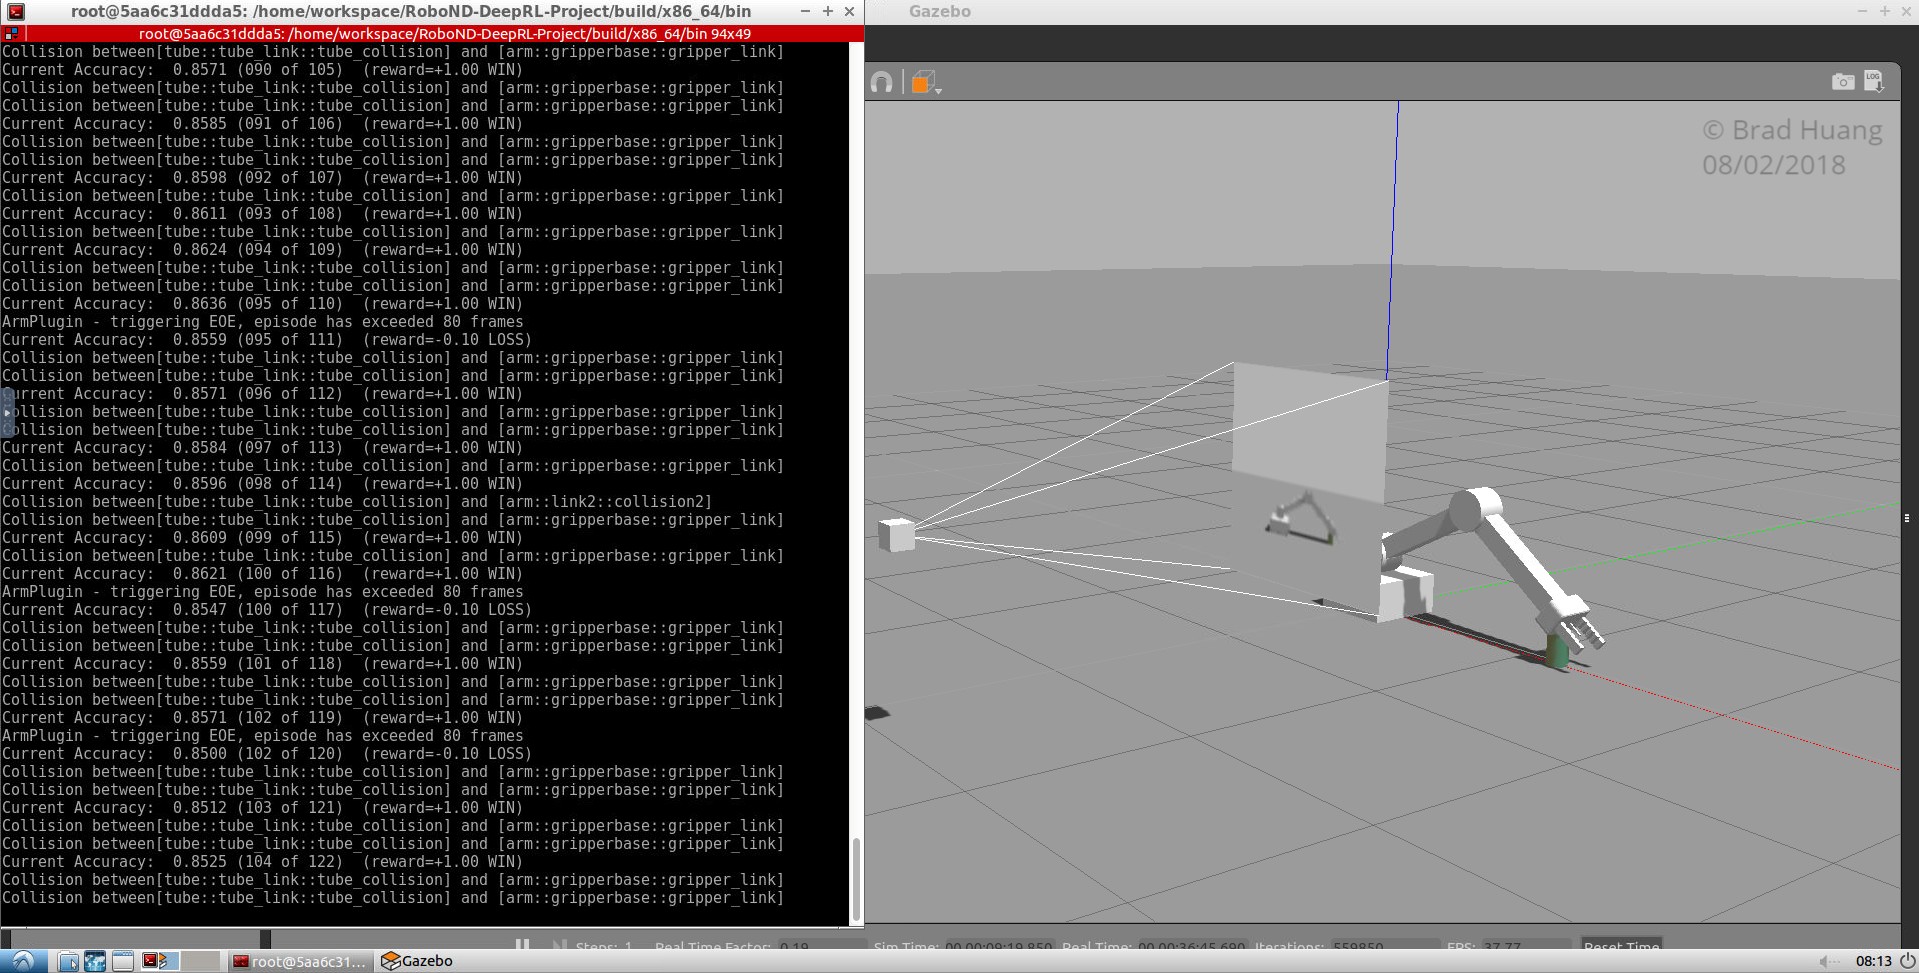 root@5aa6c31ddda5: /home/workspace/RoboND-DeepRL-Project/build/x86_64/bin
root@5aa6c31ddda5: /home/workspace/RoboND-DeepRL-Project/build/x86_64/bin 94x49
Collision between[tube::tube_link::tube_collision] and [arm::gripperbase::gripper_link]
Current Accuracy:  0.8571 (090 of 105)  (reward=+1.00 WIN)
Collision between[tube::tube_link::tube_collision] and [arm::gripperbase::gripper_link]
Collision between[tube::tube_link::tube_collision] and [arm::gripperbase::gripper_link]
Current Accuracy:  0.8585 (091 of 106)  (reward=+1.00 WIN)
Collision between[tube::tube_link::tube_collision] and [arm::gripperbase::gripper_link]
Collision between[tube::tube_link::tube_collision] and [arm::gripperbase::gripper_link]
Current Accuracy:  0.8598 (092 of 107)  (reward=+1.00 WIN)
Collision between[tube::tube_link::tube_collision] and [arm::gripperbase::gripper_link]
Current Accuracy:  0.8611 (093 of 108)  (reward=+1.00 WIN)
Collision between[tube::tube_link::tube_collision] and [arm::gripperbase::gripper_link]
Current Accuracy:  0.8624 (094 of 109)  (reward=+1.00 WIN)
Collision between[tube::tube_link::tube_collision] and [arm::gripperbase::gripper_link]
Collision between[tube::tube_link::tube_collision] and [arm::gripperbase::gripper_link]
Current Accuracy:  0.8636 (095 of 110)  (reward=+1.00 WIN)
ArmPlugin - triggering EOE, episode has exceeded 80 frames
Current Accuracy:  0.8559 (095 of 111)  (reward=-0.10 LOSS)
Collision between[tube::tube_link::tube_collision] and [arm::gripperbase::gripper_link]
Collision between[tube::tube_link::tube_collision] and [arm::gripperbase::gripper_link]
Current Accuracy:  0.8571 (096 of 112)  (reward=+1.00 WIN)
Collision between[tube::tube_link::tube_collision] and [arm::gripperbase::gripper_link]
Collision between[tube::tube_link::tube_collision] and [arm::gripperbase::gripper_link]
Current Accuracy:  0.8584 (097 of 113)  (reward=+1.00 WIN)
Collision between[tube::tube_link::tube_collision] and [arm::gripperbase::gripper_link]
Current Accuracy:  0.8596 (098 of 114)  (reward=+1.00 WIN)
Collision between[tube::tube_link::tube_collision] and [arm::link2::collision2]
Collision between[tube::tube_link::tube_collision] and [arm::gripperbase::gripper_link]
Current Accuracy:  0.8609 (099 of 115)  (reward=+1.00 WIN)
Collision between[tube::tube_link::tube_collision] and [arm::gripperbase::gripper_link]
Current Accuracy:  0.8621 (100 of 116)  (reward=+1.00 WIN)
ArmPlugin - triggering EOE, episode has exceeded 80 frames
Current Accuracy:  0.8547 (100 of 117)  (reward=-0.10 LOSS)
Collision between[tube::tube_link::tube_collision] and [arm::gripperbase::gripper_link]
Collision between[tube::tube_link::tube_collision] and [arm::gripperbase::gripper_link]
Current Accuracy:  0.8559 (101 of 118)  (reward=+1.00 WIN)
Collision between[tube::tube_link::tube_collision] and [arm::gripperbase::gripper_link]
Collision between[tube::tube_link::tube_collision] and [arm::gripperbase::gripper_link]
Current Accuracy:  0.8571 (102 of 119)  (reward=+1.00 WIN)
ArmPlugin - triggering EOE, episode has exceeded 80 frames
Current Accuracy:  0.8500 (102 of 120)  (reward=-0.10 LOSS)
Collision between[tube::tube_link::tube_collision] and [arm::gripperbase::gripper_link]
Collision between[tube::tube_link::tube_collision] and [arm::gripperbase::gripper_link]
Current Accuracy:  0.8512 (103 of 121)  (reward=+1.00 WIN)
Collision between[tube::tube_link::tube_collision] and [arm::gripperbase::gripper_link]
Collision between[tube::tube_link::tube_collision] and [arm::gripperbase::gripper_link]
Current Accuracy:  0.8525 (104 of 122)  (reward=+1.00 WIN)
Collision between[tube::tube_link::tube_collision] and [arm::gripperbase::gripper_link]
Collision between[tube::tube_link::tube_collision] and [arm::gripperbase::gripper_link]
Gazebo
LOG
© Brad Huang
08/02/2018
Steps: 1 Real Time Factor: 0.19 Sim Time: 00 00:09:19.850 Real Time: 00 00:36:45.690 Iterations: 559850 FPS: 37.77 Reset Time
root@5aa6c31... Gazebo 08:13